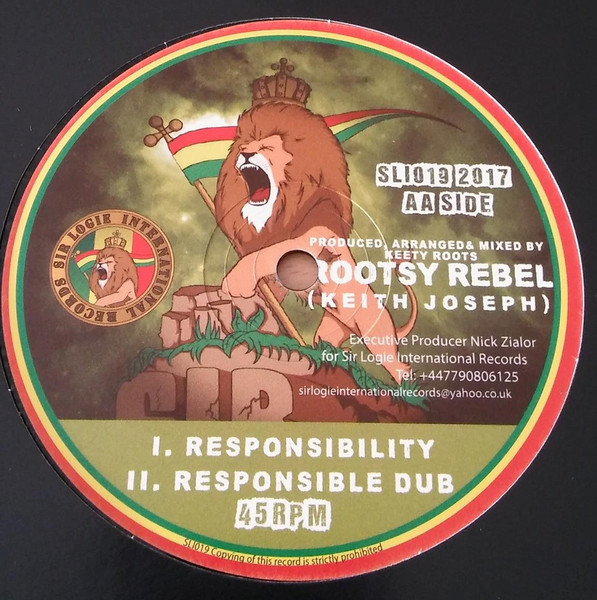 SLI019 2017
AA SIDE
PRODUCED, ARRANGED& MIXED BY
KEETY ROOTS
ROOTSY REBEL
(KEITH JOSEPH)
Executive Producer Nick Zialor
for Sir Logie International Records
Tel: +447790806125
sirlogieinternationalrecords@yahoo.co.uk
SIR LOGIE INTERNATIONAL RECORDS
SIR
I. RESPONSIBILITY
II. RESPONSIBLE DUB
45RPM
SLI019 Copying of this record is strictly prohibited